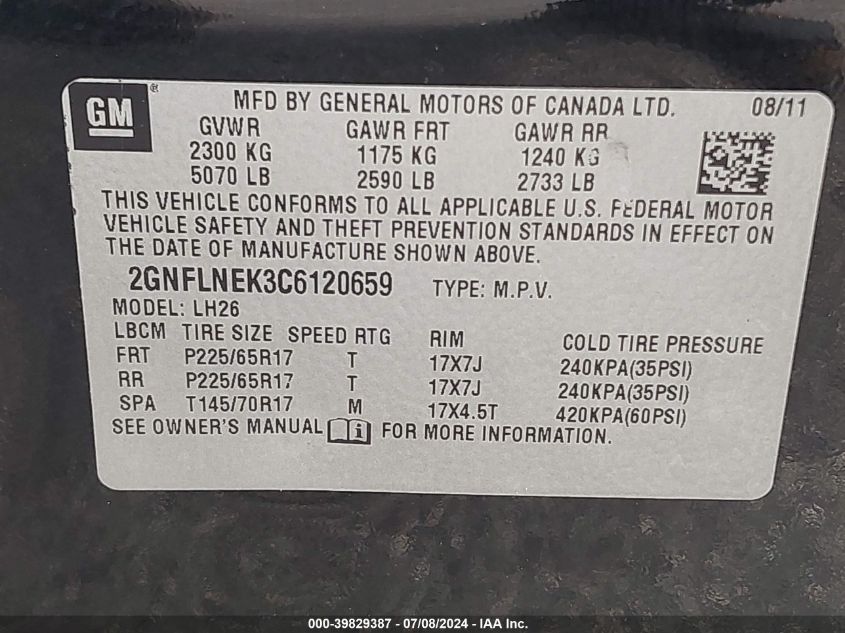 GM ® MFD BY GENERAL MOTORS OF CANADA LTD. 08/11
GVWR GAWR FRT GAWR RR
2300 KG 1175 KG 1240 KG
5070 LB 2590 LB 2733 LB
THIS VEHICLE CONFORMS TO ALL APPLICABLE U.S. FEDERAL MOTOR
VEHICLE SAFETY AND THEFT PREVENTION STANDARDS IN EFFECT ON
THE DATE OF MANUFACTURE SHOWN ABOVE.
2GNFLNEK3C6120659 TYPE: M.P.V.
MODEL: LH26
LBCM TIRE SIZE SPEED RTG RIM COLD TIRE PRESSURE
FRT P225/65R17 T 17X7J 240KPA(35PSI)
RR P225/65R17 T 17X7J 240KPA(35PSI)
SPA T145/70R17 M 17X4.5T 420KPA(60PSI)
SEE OWNER'S MANUAL i FOR MORE INFORMATION.
000-39829387 - 07/08/2024 - IAA Inc.